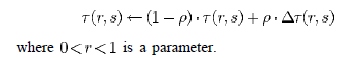 τ(r, s) ← (1 − ρ) · τ(r, s) + ρ · Δτ(r, s)
where 0<r<1 is a parameter.